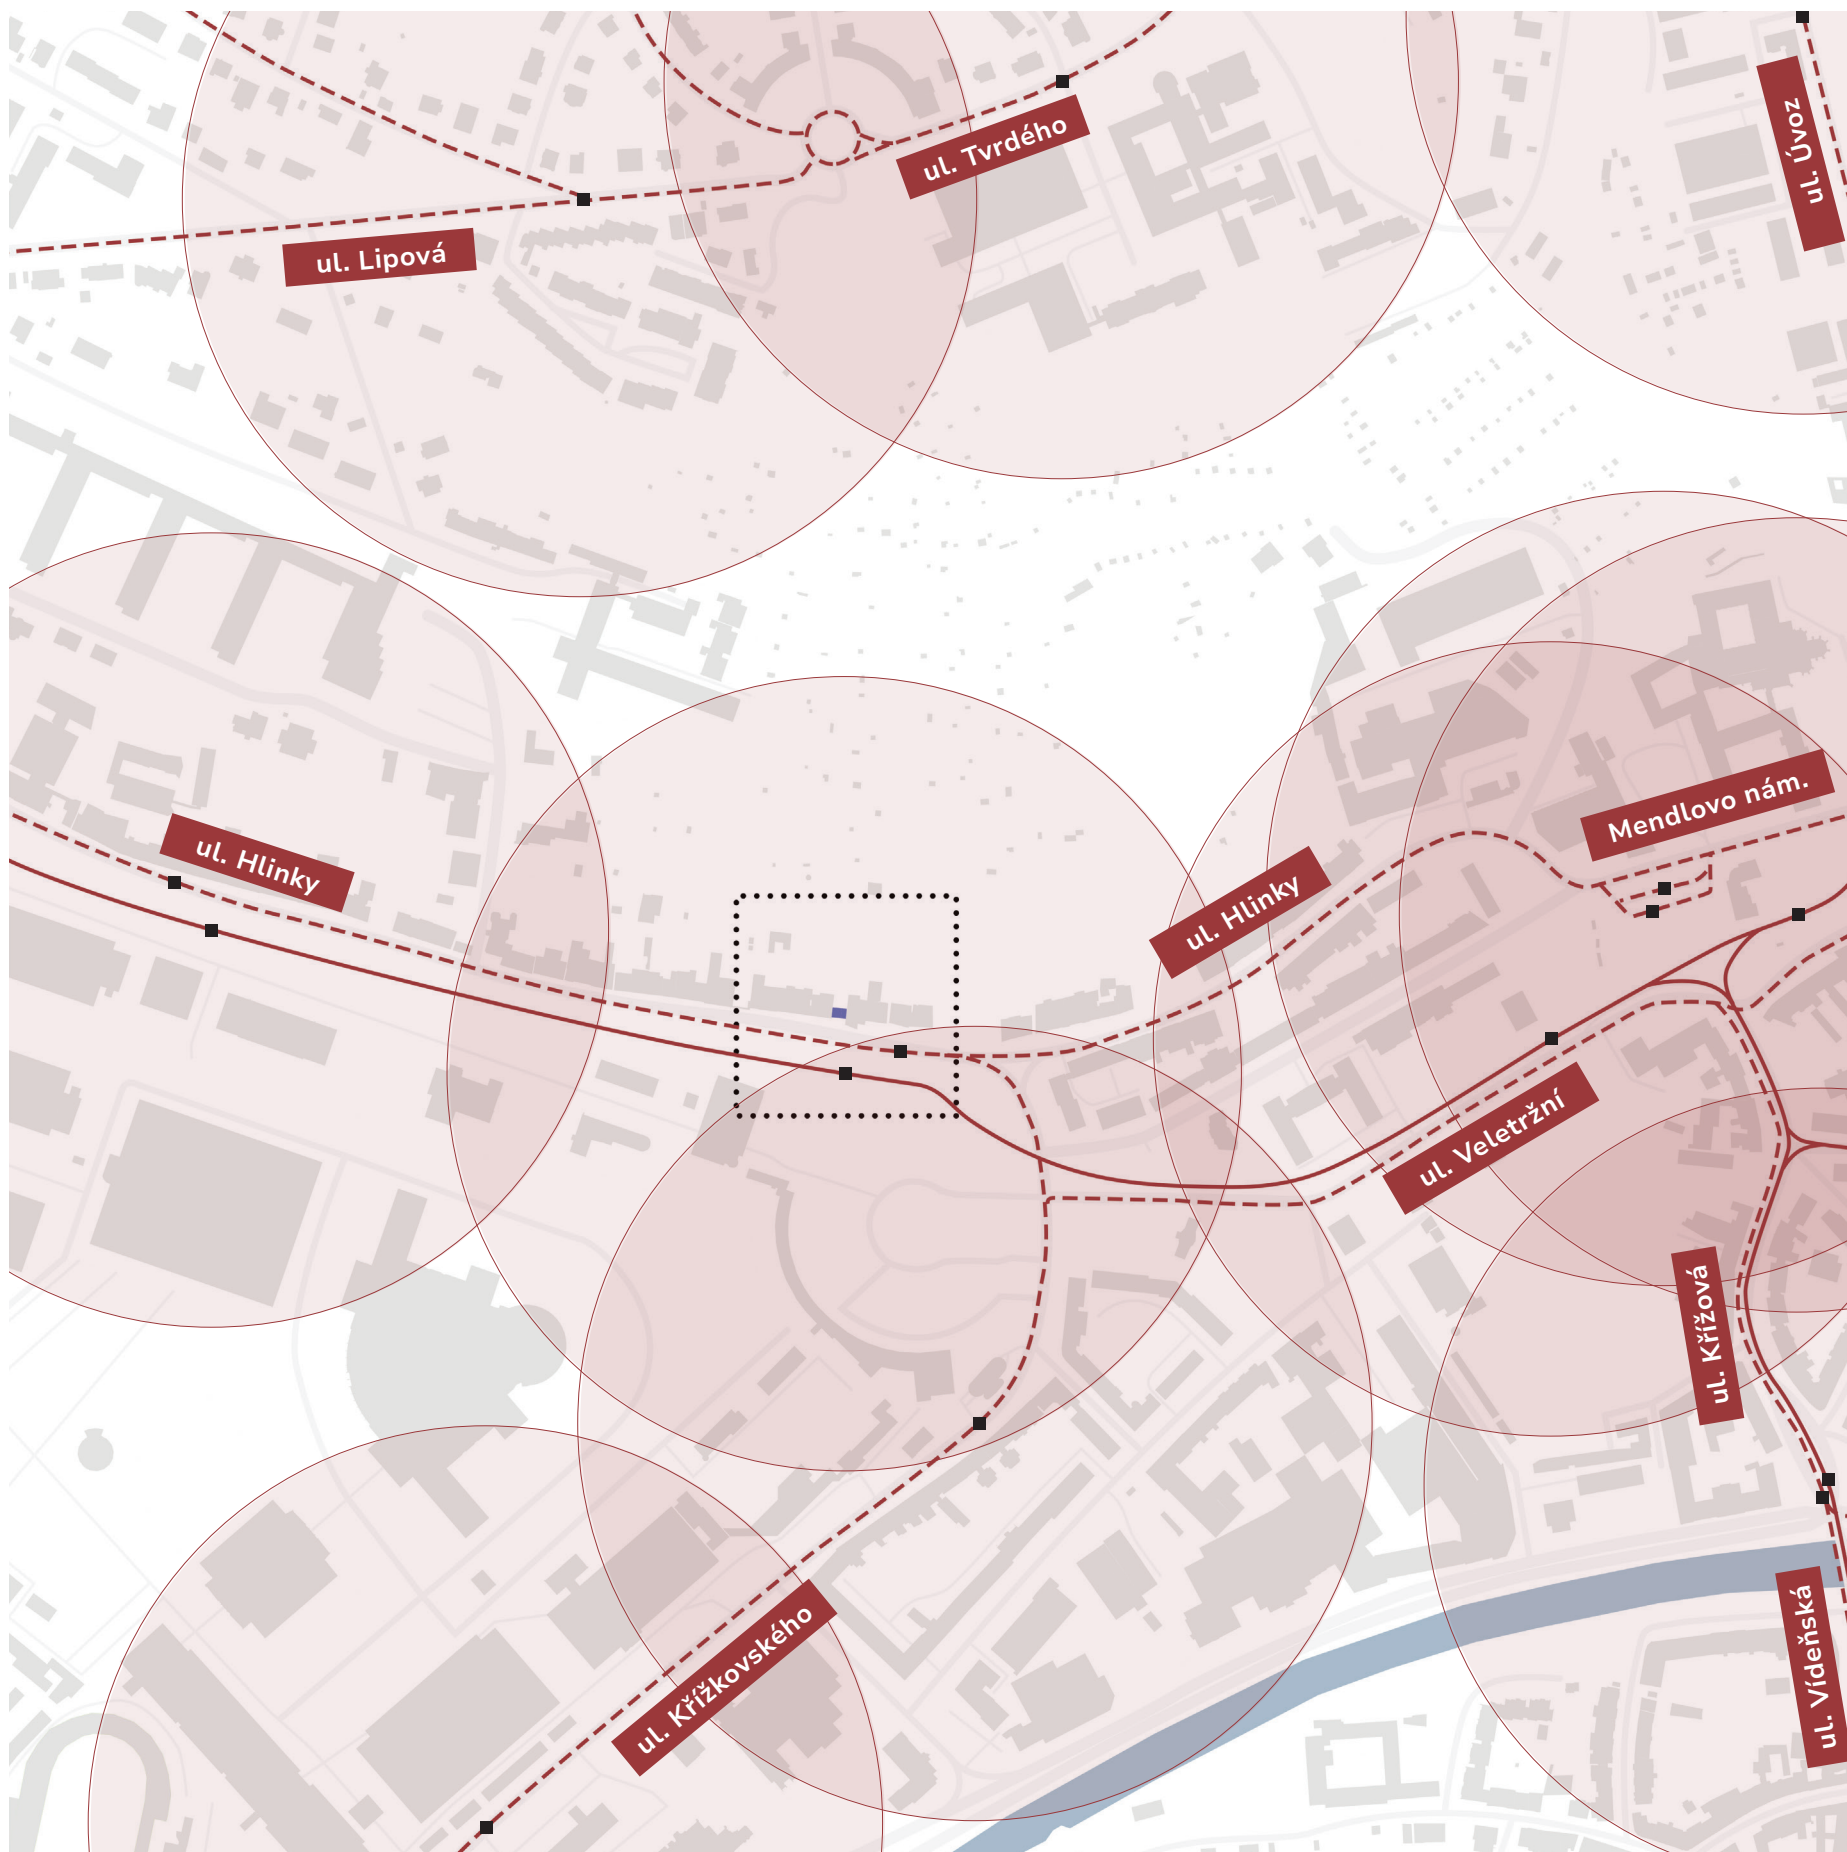 ul. Úvoz
ul. Tvrdého
ul. Lipová
Mendlovo nám.
ul. Hlinky
ul. Hlinky
ul. Veletržní
ul. Křížová
ul. Křížkovského
ul. Vídeňská